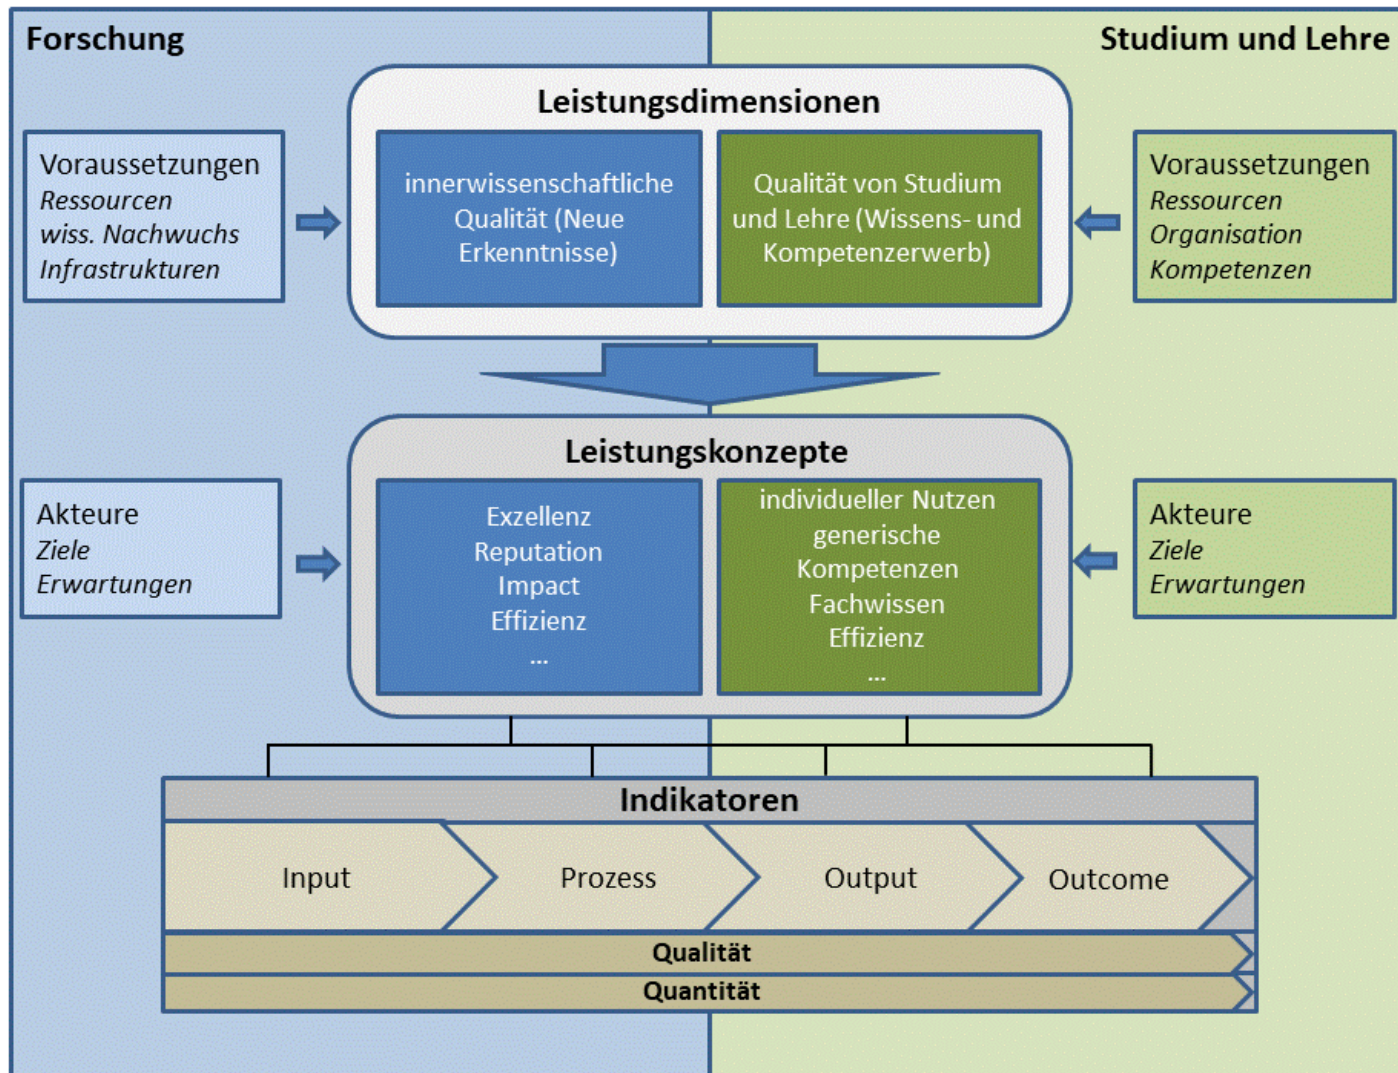 Forschung
Studium und Lehre
Leistungsdimensionen
Voraussetzungen
Ressourcen
wiss. Nachwuchs
Infrastrukturen
innerwissenschaftliche
Qualität (Neue
Erkenntnisse)
Qualität von Studium
und Lehre (Wissens- und
Kompetenzerwerb)
Voraussetzungen
Ressourcen
Organisation
Kompetenzen
Leistungskonzepte
Akteure
Ziele
Erwartungen
Exzellenz
Reputation
Impact
Effizienz
...
individueller Nutzen
generische
Kompetenzen
Fachwissen
Effizienz
...
Akteure
Ziele
Erwartungen
Indikatoren
Input
Prozess
Output
Outcome
Qualität
Quantität